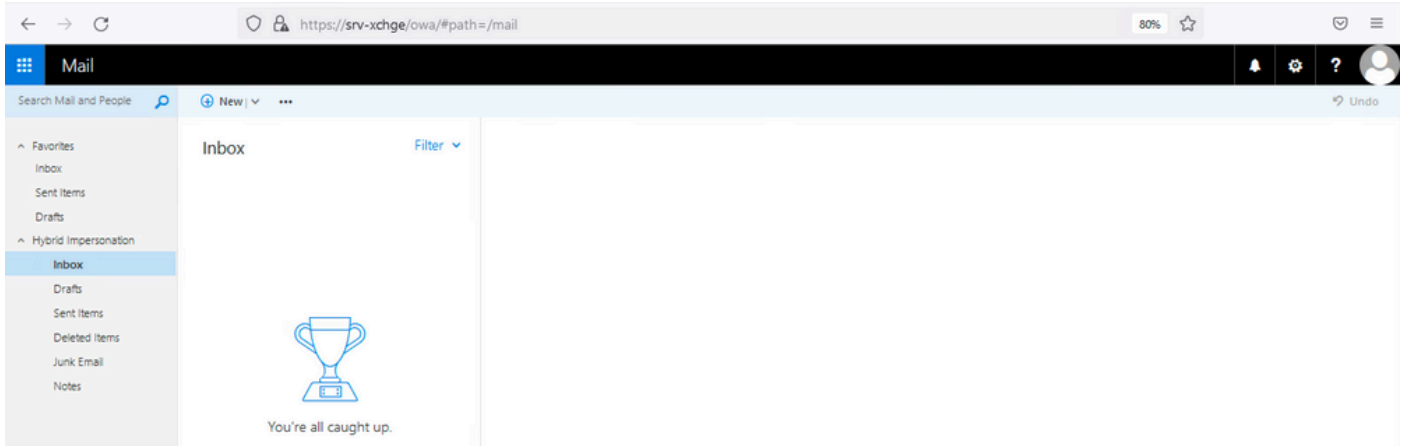 https://srv-xchge/owa/#path=/mail
80%
Mail
?
Search Mail and People
New
Undo
Favorites
Inbox
Sent Items
Drafts
Hybrid Impersonation
Inbox
Drafts
Sent Items
Deleted Items
Junk Email
Notes
Inbox
Filter
You're all caught up.